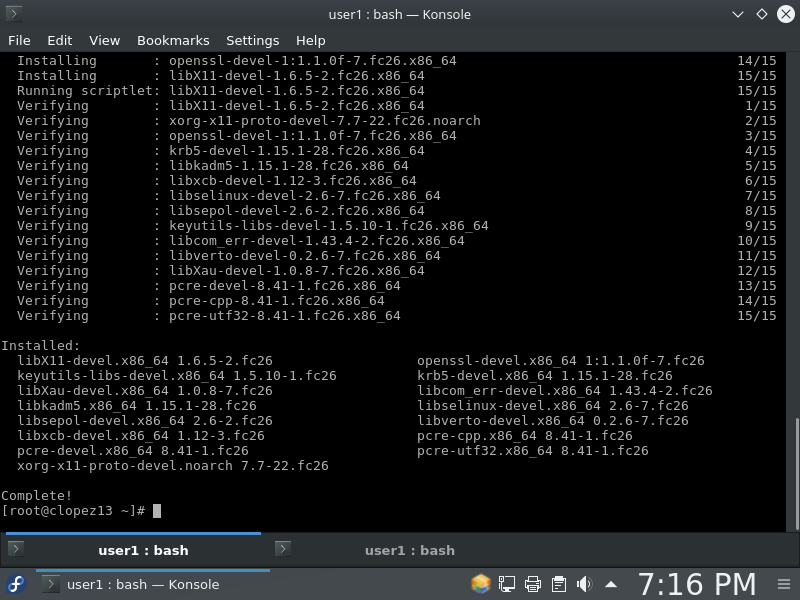 user1 : bash — Konsole
File Edit View Bookmarks Settings Help
Installing : openssl-devel-1:1.1.0f-7.fc26.x86_64 14/15
Installing : libX11-devel-1.6.5-2.fc26.x86_64 15/15
Running scriptlet: libX11-devel-1.6.5-2.fc26.x86_64 15/15
Verifying : libX11-devel-1.6.5-2.fc26.x86_64 1/15
Verifying : xorg-x11-proto-devel-7.7-22.fc26.noarch 2/15
Verifying : openssl-devel-1:1.1.0f-7.fc26.x86_64 3/15
Verifying : krb5-devel-1.15.1-28.fc26.x86_64 4/15
Verifying : libkadm5-1.15.1-28.fc26.x86_64 5/15
Verifying : libxcb-devel-1.12-3.fc26.x86_64 6/15
Verifying : libselinux-devel-2.6-7.fc26.x86_64 7/15
Verifying : libsepol-devel-2.6-2.fc26.x86_64 8/15
Verifying : keyutils-libs-devel-1.5.10-1.fc26.x86_64 9/15
Verifying : libcom_err-devel-1.43.4-2.fc26.x86_64 10/15
Verifying : libverto-devel-0.2.6-7.fc26.x86_64 11/15
Verifying : libXau-devel-1.0.8-7.fc26.x86_64 12/15
Verifying : pcre-devel-8.41-1.fc26.x86_64 13/15
Verifying : pcre-cpp-8.41-1.fc26.x86_64 14/15
Verifying : pcre-utf32-8.41-1.fc26.x86_64 15/15
Installed:
libX11-devel.x86_64 1.6.5-2.fc26 openssl-devel.x86_64 1:1.1.0f-7.fc26
keyutils-libs-devel.x86_64 1.5.10-1.fc26 krb5-devel.x86_64 1.15.1-28.fc26
libXau-devel.x86_64 1.0.8-7.fc26 libcom_err-devel.x86_64 1.43.4-2.fc26
libkadm5.x86_64 1.15.1-28.fc26 libselinux-devel.x86_64 2.6-7.fc26
libsepol-devel.x86_64 2.6-2.fc26 libverto-devel.x86_64 0.2.6-7.fc26
libxcb-devel.x86_64 1.12-3.fc26 pcre-cpp.x86_64 8.41-1.fc26
pcre-devel.x86_64 8.41-1.fc26 pcre-utf32.x86_64 8.41-1.fc26
xorg-x11-proto-devel.noarch 7.7-22.fc26
Complete!
[root@clopez13 ~]#
user1 : bash user1 : bash
user1 : bash — Konsole 7:16 PM